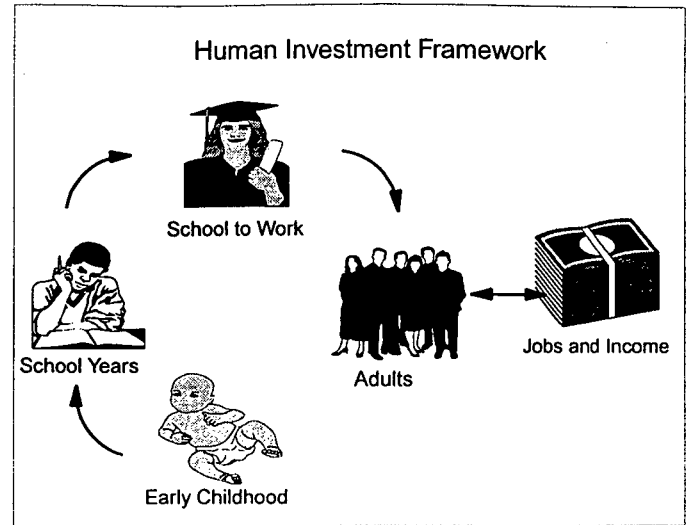 Human Investment Framework
School to Work
School Years
Adults
Jobs and Income
Early Childhood